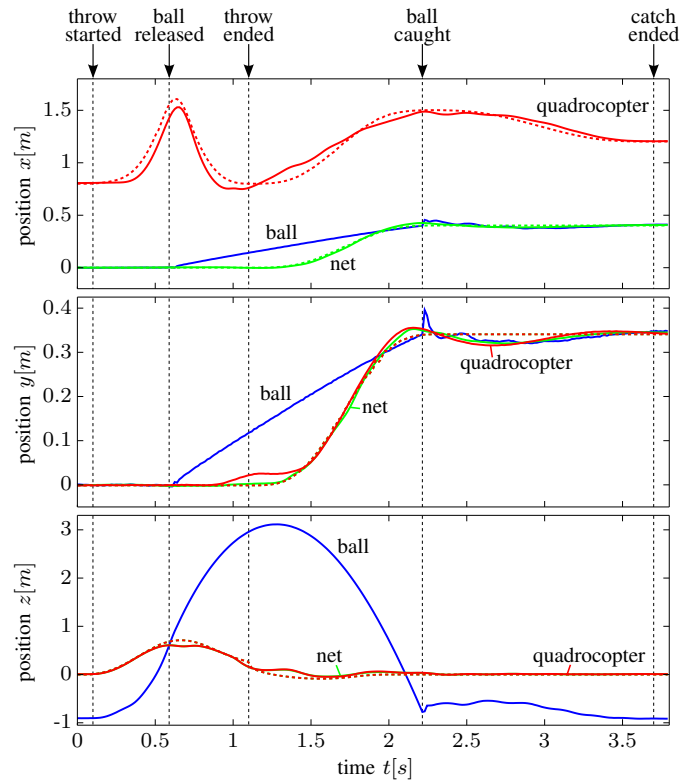 throw started
ball released
throw ended
ball caught
catch ended
position x[m]
1.5
1
0.5
0
quadrocopter
ball
net
position y[m]
0.4
0.3
0.2
0.1
0
quadrocopter
ball
net
position z[m]
3
2
1
0
-1
ball
net
quadrocopter
0
0.5
1
1.5
2
2.5
3
3.5
time t[s]